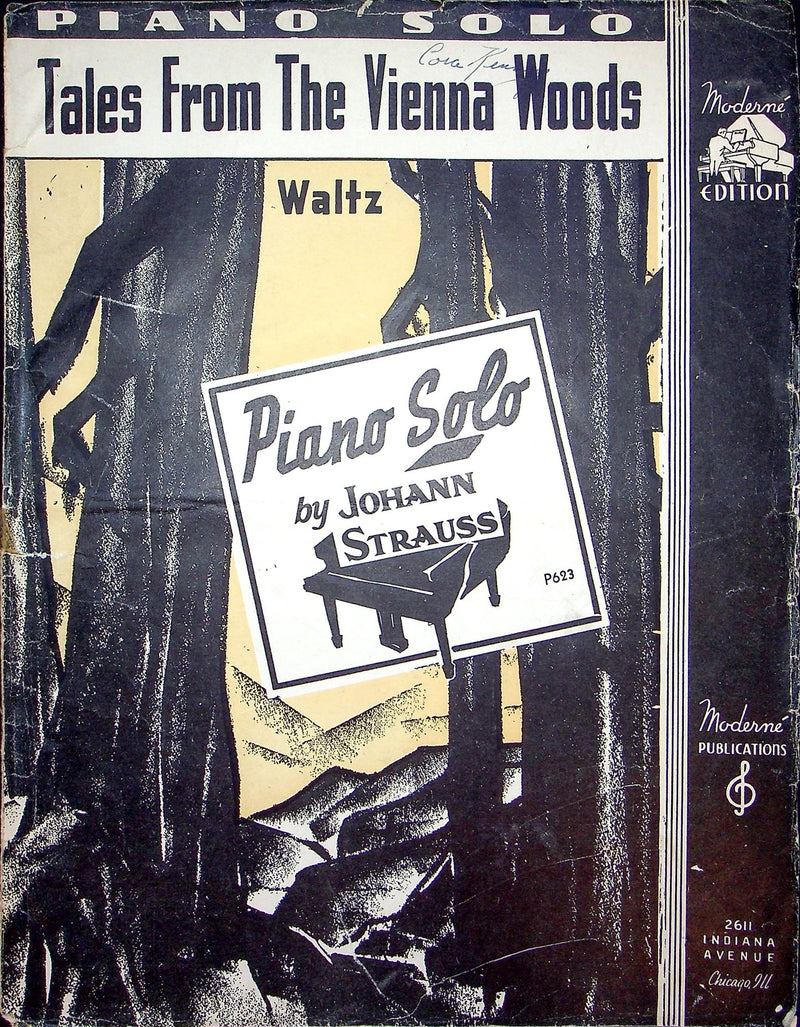 PIANO SOLO
Cora
Tales From The Vienna Woods
Waltz
Piano Solo
by JOHANN
STRAUSS
P623
Moderné
EDITION
Moderné
PUBLICATIONS
2611
INDIANA
AVENUE
Chicago, Ill